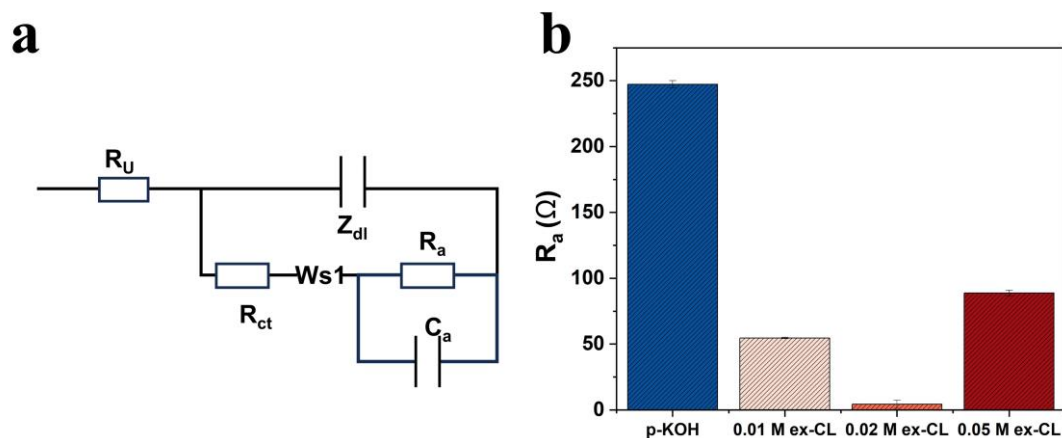 a
R_U
Z_dl
R_a
Ws1
R_ct
C_a
b
R_a (Ω)
250
200
150
100
50
0
p-KOH
0.01 M ex-CL
0.02 M ex-CL
0.05 M ex-CL